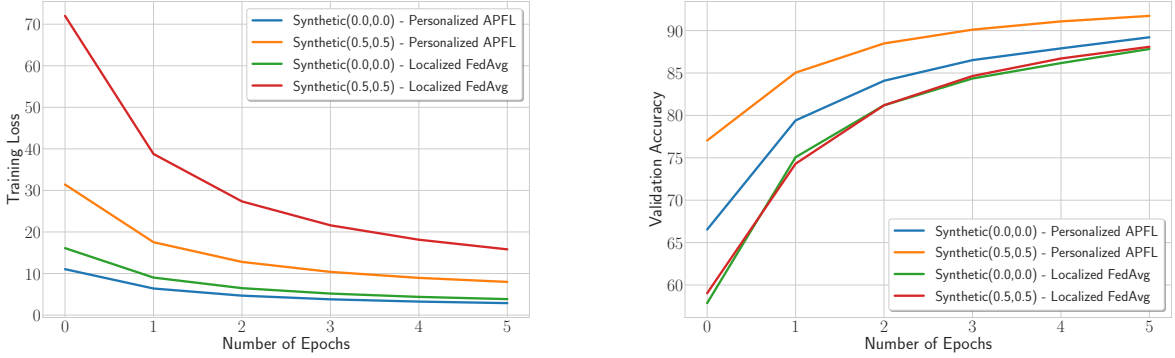 Synthetic(0.0,0.0) - Personalized APFL
Synthetic(0.5,0.5) - Personalized APFL
Synthetic(0.0,0.0) - Localized FedAvg
Synthetic(0.5,0.5) - Localized FedAvg
70
60
50
40
30
20
10
0
Training Loss
0 1 2 3 4 5
Number of Epochs
90
85
80
75
70
65
60
Validation Accuracy
Synthetic(0.0,0.0) - Personalized APFL
Synthetic(0.5,0.5) - Personalized APFL
Synthetic(0.0,0.0) - Localized FedAvg
Synthetic(0.5,0.5) - Localized FedAvg
0 1 2 3 4 5
Number of Epochs